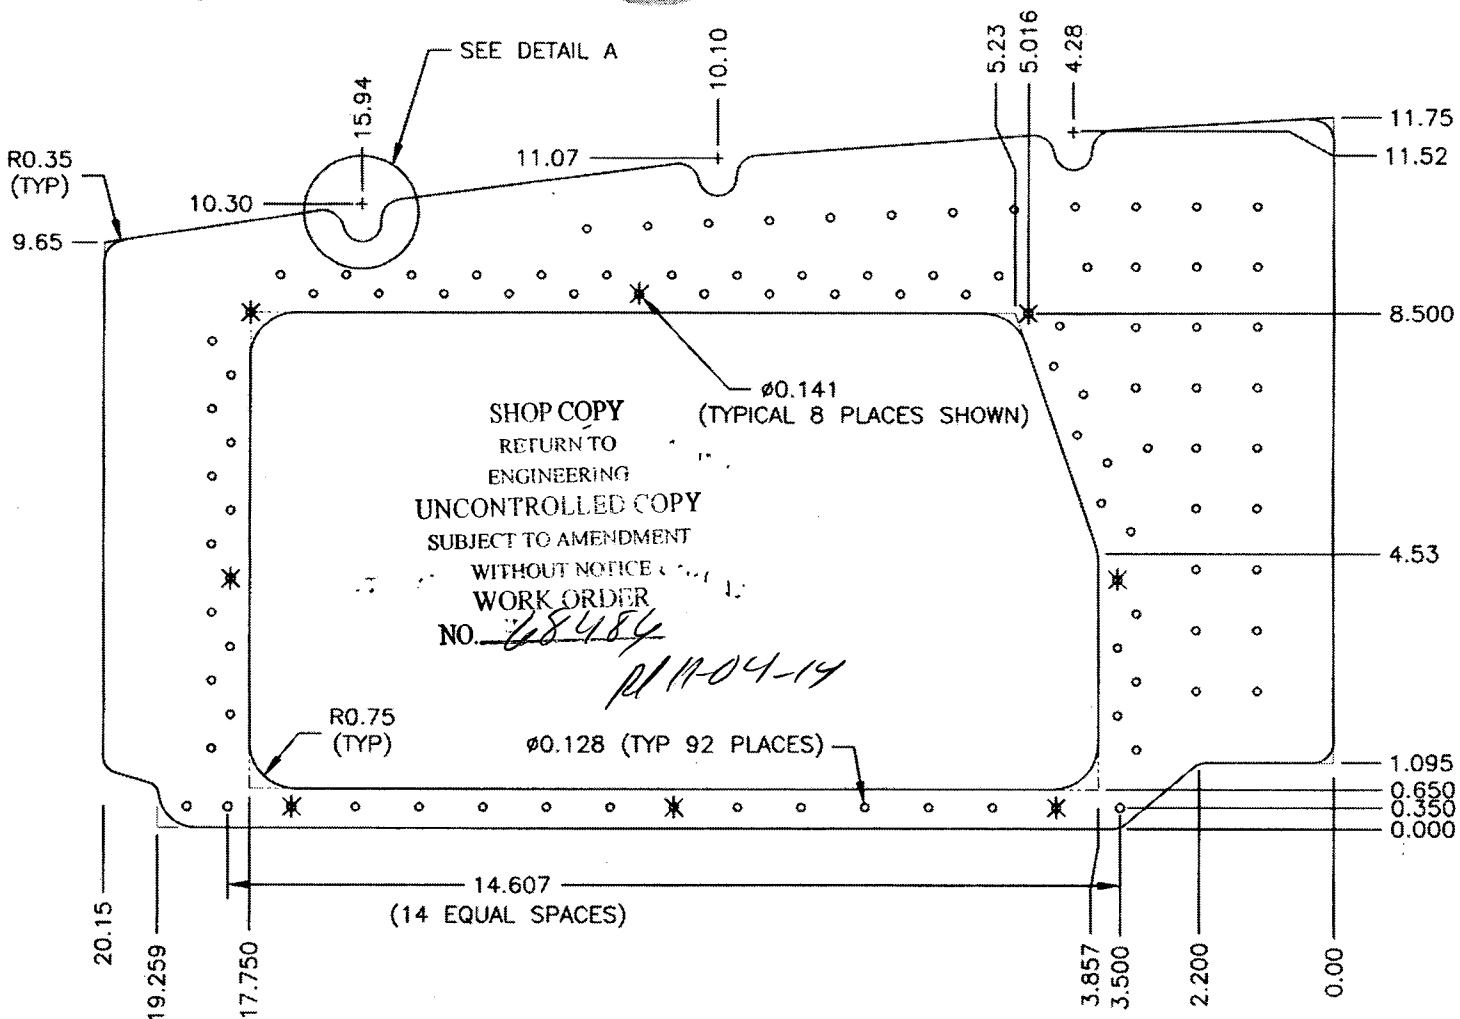 SEE DETAIL A
15.94
10.10
5.23
5.016
4.28
11.75
11.52
R0.35
(TYP)
11.07
10.30
9.65
8.500
ø0.141
(TYPICAL 8 PLACES SHOWN)
SHOP COPY
RETURN TO
ENGINEERING
UNCONTROLLED COPY
SUBJECT TO AMENDMENT
WITHOUT NOTICE
WORK ORDER
NO.
4.53
R0.75
(TYP)
ø0.128 (TYP 92 PLACES)
1.095
0.650
0.350
0.000
14.607
(14 EQUAL SPACES)
20.15
19.259
17.750
3.857
3.500
2.200
0.00